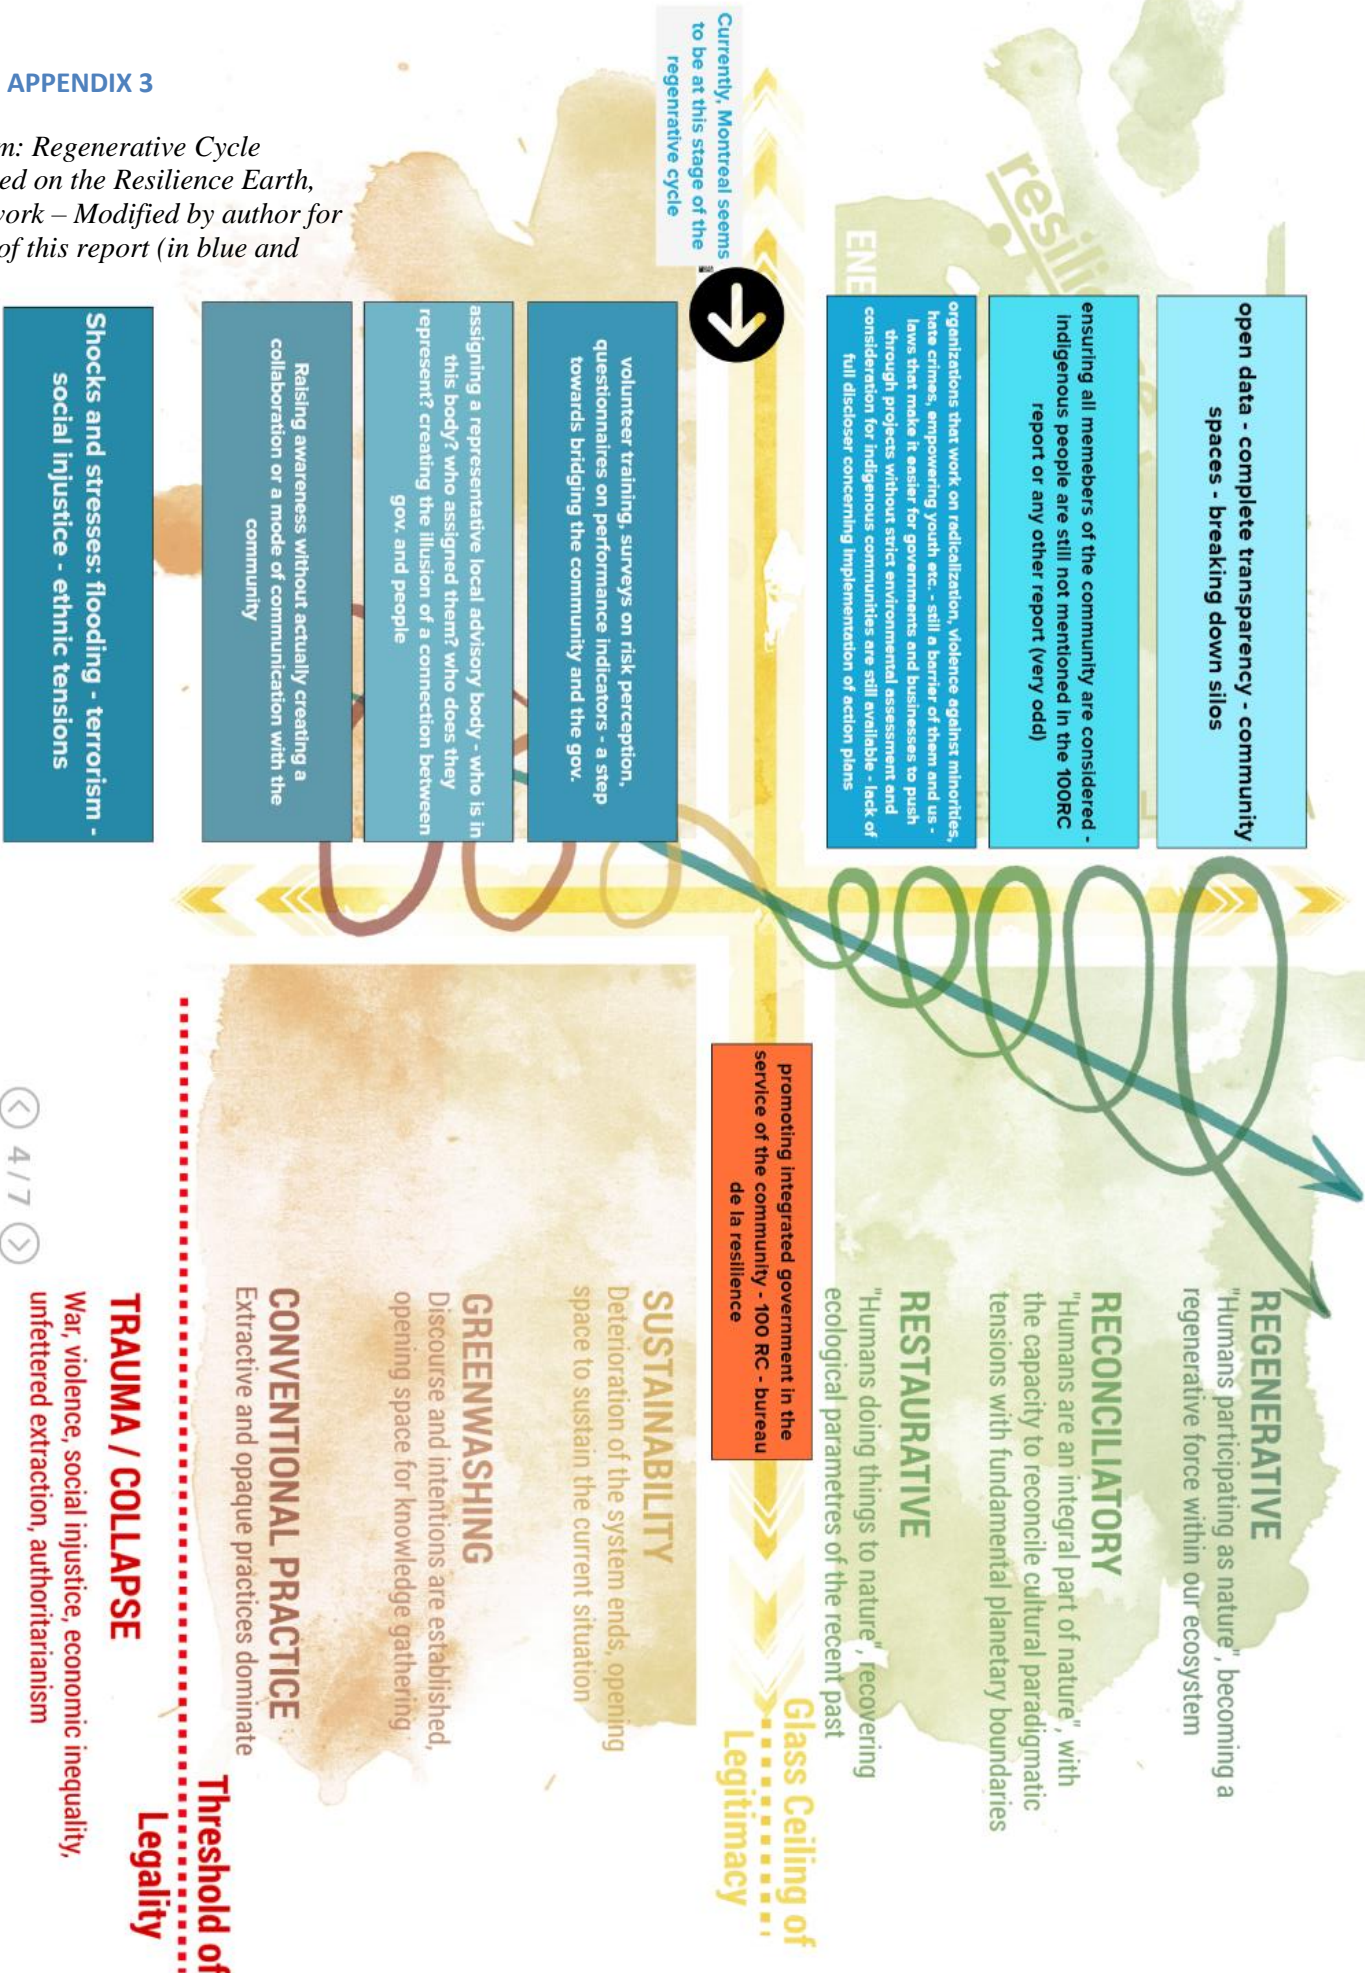 APPENDIX 3
m: Regenerative Cycle
ed on the Resilience Earth,
work – Modified by author for
of this report (in blue and
Currently, Montreal seems
to be at this stage of the
regenrative cycle
open data - complete transparency - community
spaces - breaking down silos
ensuring all memebers of the community are considered -
indigenous people are still not mentioned in the 100RC
report or any other report (very odd)
organizations that work on radicalization, violence against minorities,
hate crimes, empowering youth etc. - still a barrier of them and us -
laws that make it easier for governments and businesses to push
through projects without strict environmental assessment and
consideration for indigenous communities are still available - lack of
full discloser concerning implementation of action plans
volunteer training, surveys on risk perception,
questionnaires on performance indicators - a step
towards bridging the community and the gov.
assigning a representative local advisory body - who is in
this body? who assigned them? who does they
represent? creating the illusion of a connection between
gov. and people
Raising awareness without actually creating a
collaboration or a mode of communication with the
community
Shocks and stresses: flooding - terrorism -
social injustice - ethnic tensions
resilie
ENE
REGENERATIVE
"Humans participating as nature", becoming a
regenerative force within our ecosystem
RECONCILIATORY
"Humans are an integral part of nature", with
the capacity to reconcile cultural paradigmatic
tensions with fundamental planetary boundaries
RESTAURATIVE
"Humans doing things to nature", recovering
ecological parametres of the recent past
promoting integrated government in the
service of the community - 100 RC - bureau
de la resilience
Glass Ceiling of
Legitimacy
SUSTAINABILITY
Deterioration of the system ends, opening
space to sustain the current situation
GREENWASHING
Discourse and intentions are established,
opening space for knowledge gathering
CONVENTIONAL PRACTICE
Extractive and opaque practices dominate
Threshold of
Legality
TRAUMA / COLLAPSE
War, violence, social injustice, economic inequality,
unfettered extraction, authoritarianism
4/7